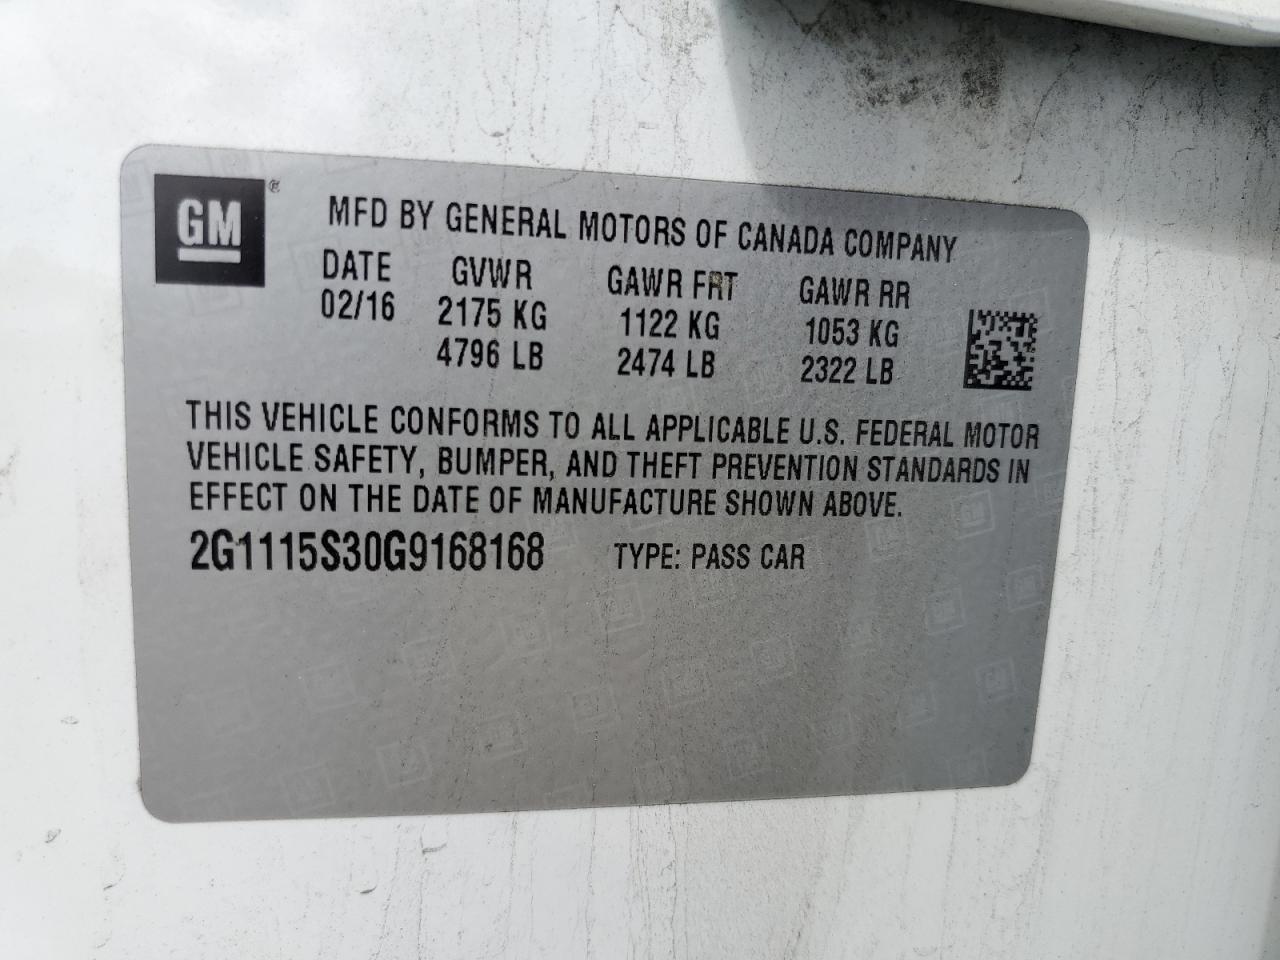 GM ®
MFD BY GENERAL MOTORS OF CANADA COMPANY
DATE GVWR GAWR FRT GAWR RR
02/16 2175 KG 1122 KG 1053 KG
4796 LB 2474 LB 2322 LB
THIS VEHICLE CONFORMS TO ALL APPLICABLE U.S. FEDERAL MOTOR
VEHICLE SAFETY, BUMPER, AND THEFT PREVENTION STANDARDS IN
EFFECT ON THE DATE OF MANUFACTURE SHOWN ABOVE.
2G1115S30G9168168 TYPE: PASS CAR